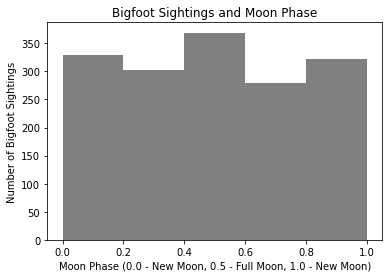 Bigfoot Sightings and Moon Phase
Number of Bigfoot Sightings
350
300
250
200
150
100
50
0
0.0 0.2 0.4 0.6 0.8 1.0
Moon Phase (0.0 - New Moon, 0.5 - Full Moon, 1.0 - New Moon)